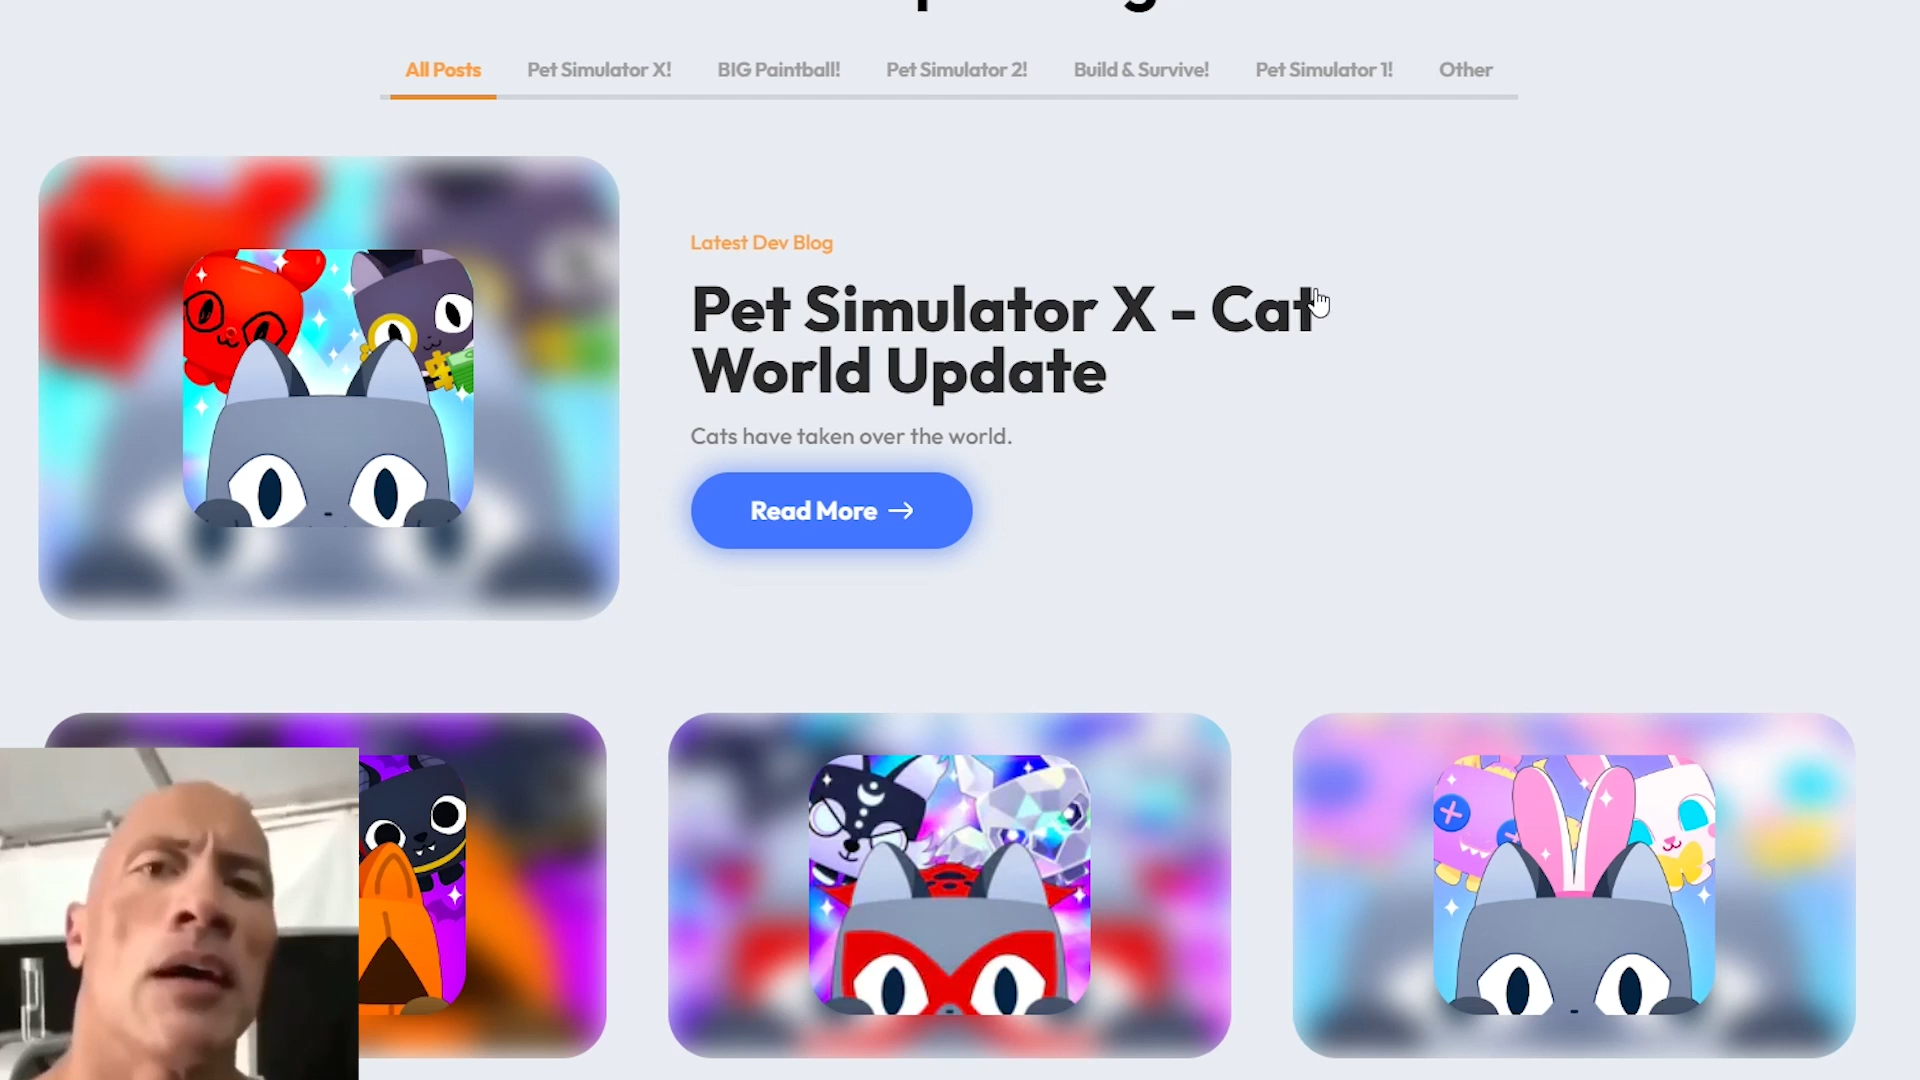 All Posts
Pet Simulator X!
BIG Paintball!
Pet Simulator 2!
Build & Survive!
Pet Simulator 1!
Other
Latest Dev Blog
Pet Simulator X - Cat
World Update
Cats have taken over the world.
Read More →